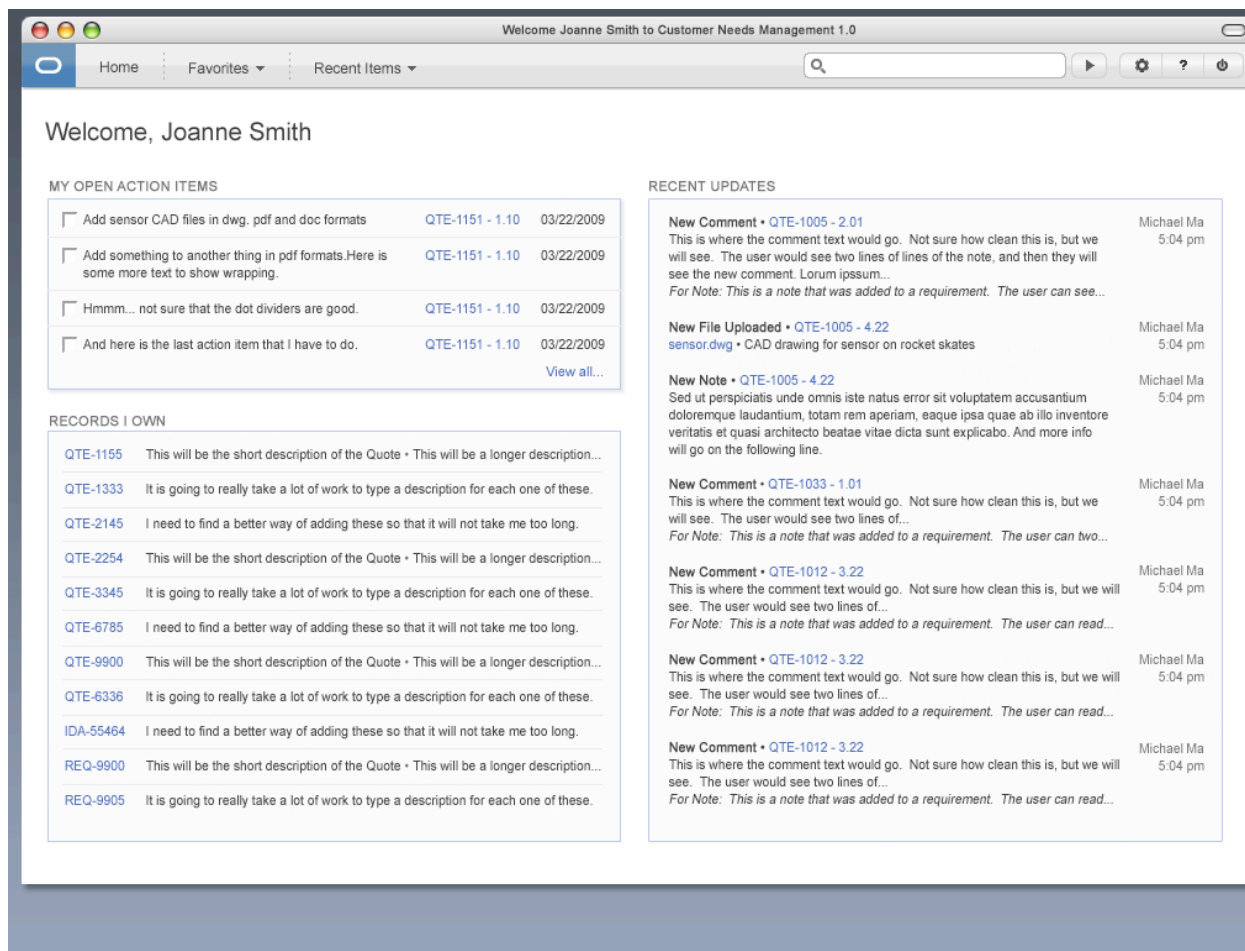 Welcome Joanne Smith to Customer Needs Management 1.0
Home
Favorites
Recent Items
?
Welcome, Joanne Smith
MY OPEN ACTION ITEMS
Add sensor CAD files in dwg. pdf and doc formats QTE-1151 - 1.10 03/22/2009
Add something to another thing in pdf formats.Here is QTE-1151 - 1.10 03/22/2009
some more text to show wrapping.
Hmmm... not sure that the dot dividers are good. QTE-1151 - 1.10 03/22/2009
And here is the last action item that I have to do. QTE-1151 - 1.10 03/22/2009
View all...
RECORDS I OWN
QTE-1155 This will be the short description of the Quote • This will be a longer description...
QTE-1333 It is going to really take a lot of work to type a description for each one of these.
QTE-2145 I need to find a better way of adding these so that it will not take me too long.
QTE-2254 This will be the short description of the Quote • This will be a longer description...
QTE-3345 It is going to really take a lot of work to type a description for each one of these.
QTE-6785 I need to find a better way of adding these so that it will not take me too long.
QTE-9900 This will be the short description of the Quote • This will be a longer description...
QTE-6336 It is going to really take a lot of work to type a description for each one of these.
IDA-55464 I need to find a better way of adding these so that it will not take me too long.
REQ-9900 This will be the short description of the Quote • This will be a longer description...
REQ-9905 It is going to really take a lot of work to type a description for each one of these.
RECENT UPDATES
New Comment • QTE-1005 - 2.01 Michael Ma
This is where the comment text would go. Not sure how clean this is, but we 5:04 pm
will see. The user would see two lines of lines of the note, and then they will
see the new comment. Lorum ipssum...
For Note: This is a note that was added to a requirement. The user can see...
New File Uploaded • QTE-1005 - 4.22 Michael Ma
sensor.dwg • CAD drawing for sensor on rocket skates 5:04 pm
New Note • QTE-1005 - 4.22 Michael Ma
Sed ut perspiciatis unde omnis iste natus error sit voluptatem accusantium 5:04 pm
doloremque laudantium, totam rem aperiam, eaque ipsa quae ab illo inventore
veritatis et quasi architecto beatae vitae dicta sunt explicabo. And more info
will go on the following line.
New Comment • QTE-1033 - 1.01 Michael Ma
This is where the comment text would go. Not sure how clean this is, but we 5:04 pm
will see. The user would see two lines of...
For Note: This is a note that was added to a requirement. The user can two...
New Comment • QTE-1012 - 3.22 Michael Ma
This is where the comment text would go. Not sure how clean this is, but we will 5:04 pm
see. The user would see two lines of...
For Note: This is a note that was added to a requirement. The user can read...
New Comment • QTE-1012 - 3.22 Michael Ma
This is where the comment text would go. Not sure how clean this is, but we will 5:04 pm
see. The user would see two lines of...
For Note: This is a note that was added to a requirement. The user can read...
New Comment • QTE-1012 - 3.22 Michael Ma
This is where the comment text would go. Not sure how clean this is, but we will 5:04 pm
see. The user would see two lines of...
For Note: This is a note that was added to a requirement. The user can read...